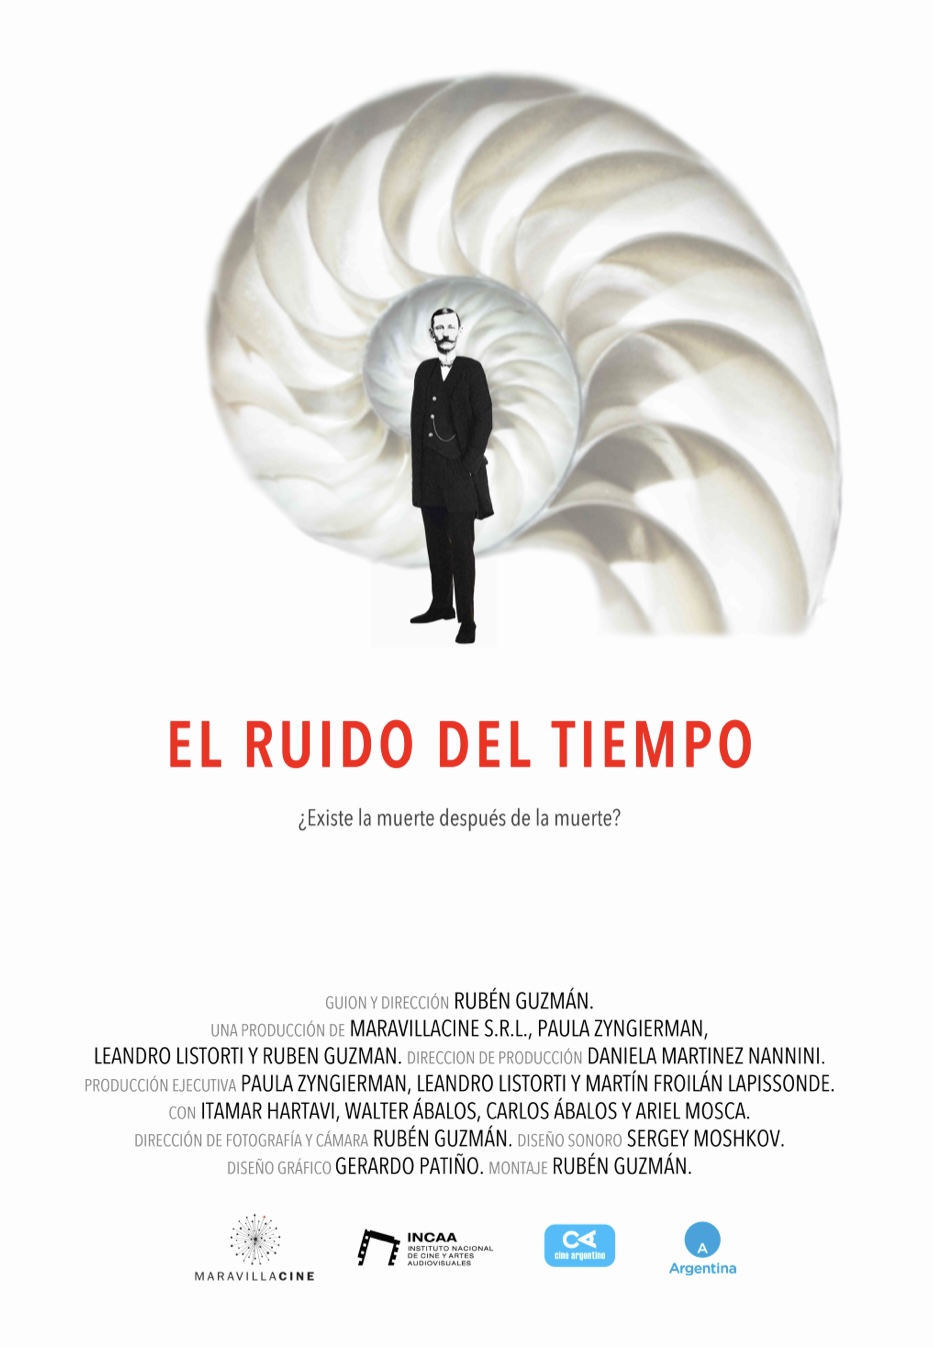 EL RUIDO DEL TIEMPO
¿Existe la muerte después de la muerte?
GUION Y DIRECCIÓN RUBÉN GUZMÁN.
UNA PRODUCCIÓN DE MARAVILLACINE S.R.L., PAULA ZYNGIERMAN,
LEANDRO LISTORTI Y RUBEN GUZMAN. DIRECCION DE PRODUCCIÓN DANIELA MARTINEZ NANNINI.
PRODUCCIÓN EJECUTIVA PAULA ZYNGIERMAN, LEANDRO LISTORTI Y MARTÍN FROILÁN LAPISSONDE.
CON ITAMAR HARTAVI, WALTER ÁBALOS, CARLOS ÁBALOS Y ARIEL MOSCA.
DIRECCIÓN DE FOTOGRAFÍA Y CÁMARA RUBÉN GUZMÁN. DISEÑO SONORO SERGEY MOSHKOV.
DISEÑO GRÁFICO GERARDO PATIÑO. MONTAJE RUBÉN GUZMÁN.
MARAVILLACINE
INCAA
INSTITUTO NACIONAL
DE CINE Y ARTES
AUDIOVISUALES
CA
cine argentino
A
Argentina